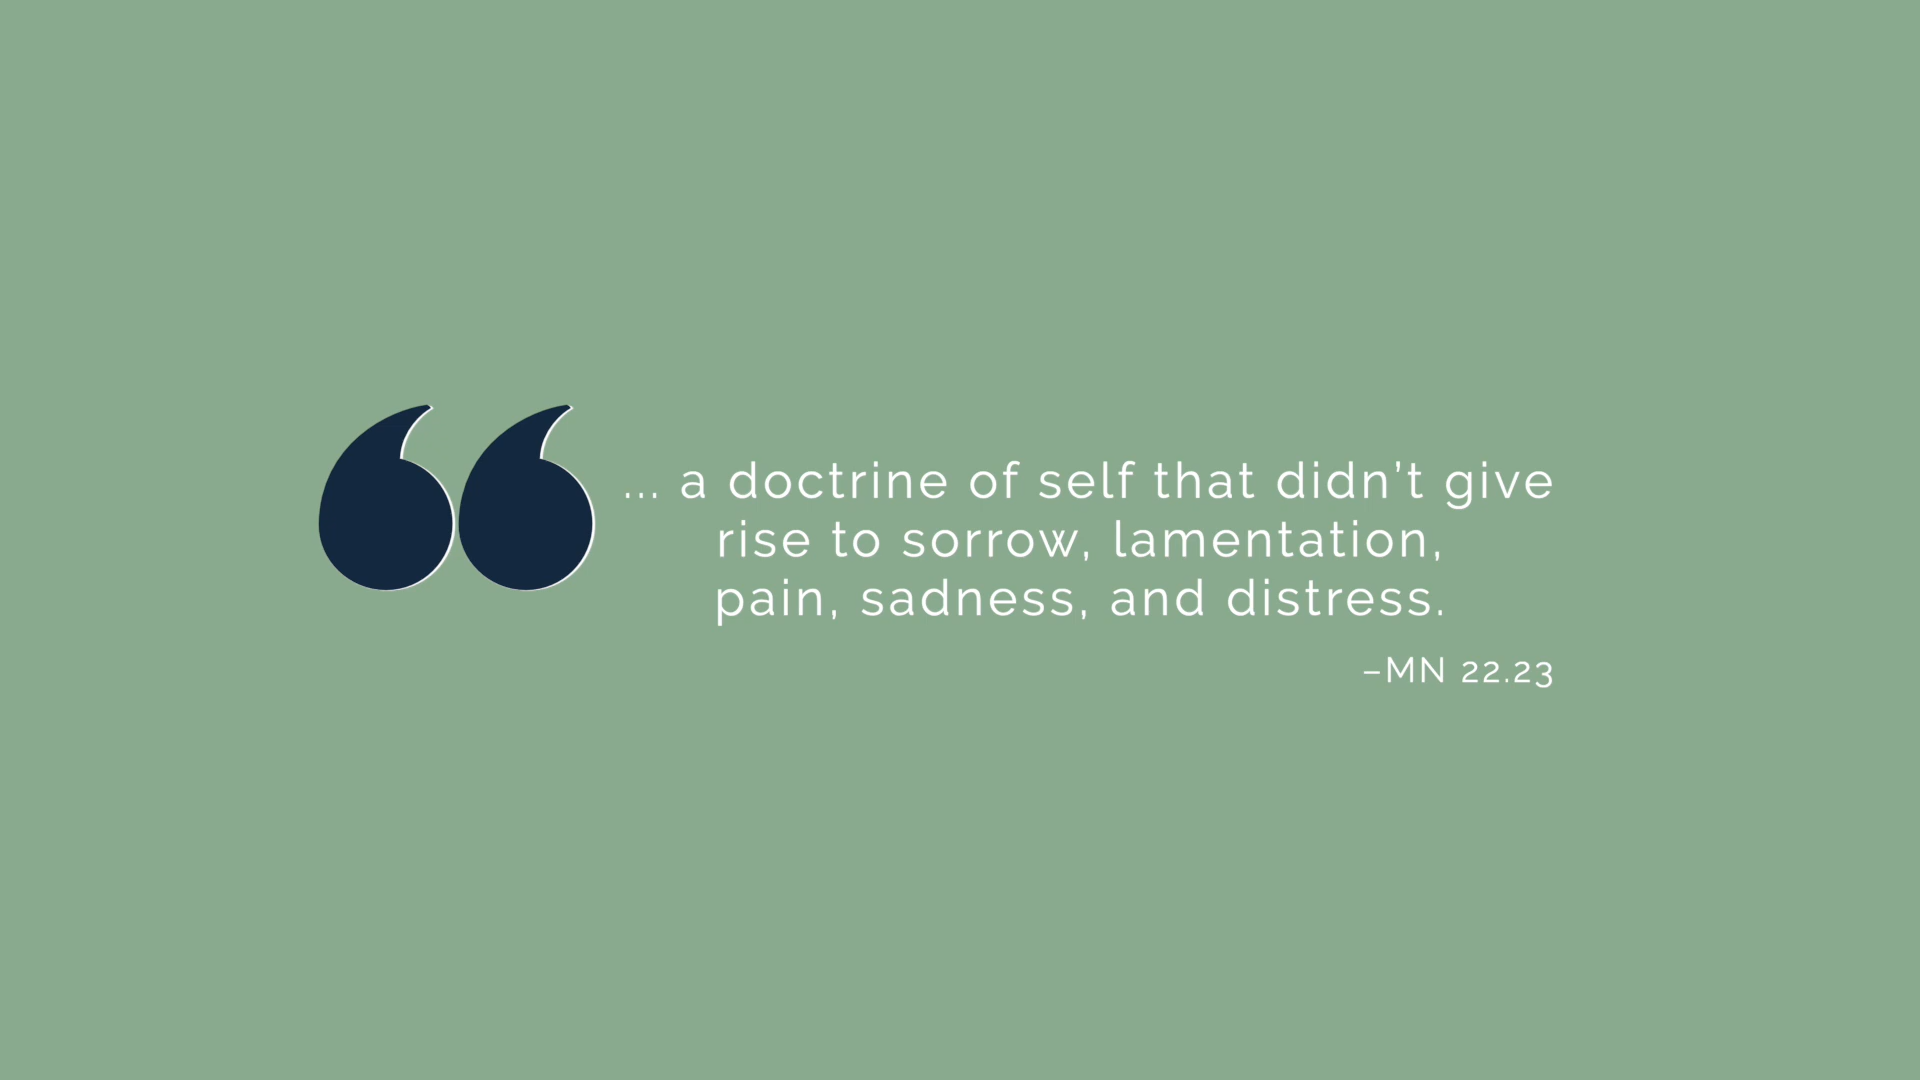 ... a doctrine of self that didn’t give
rise to sorrow, lamentation,
pain, sadness, and distress.
–MN 22.23